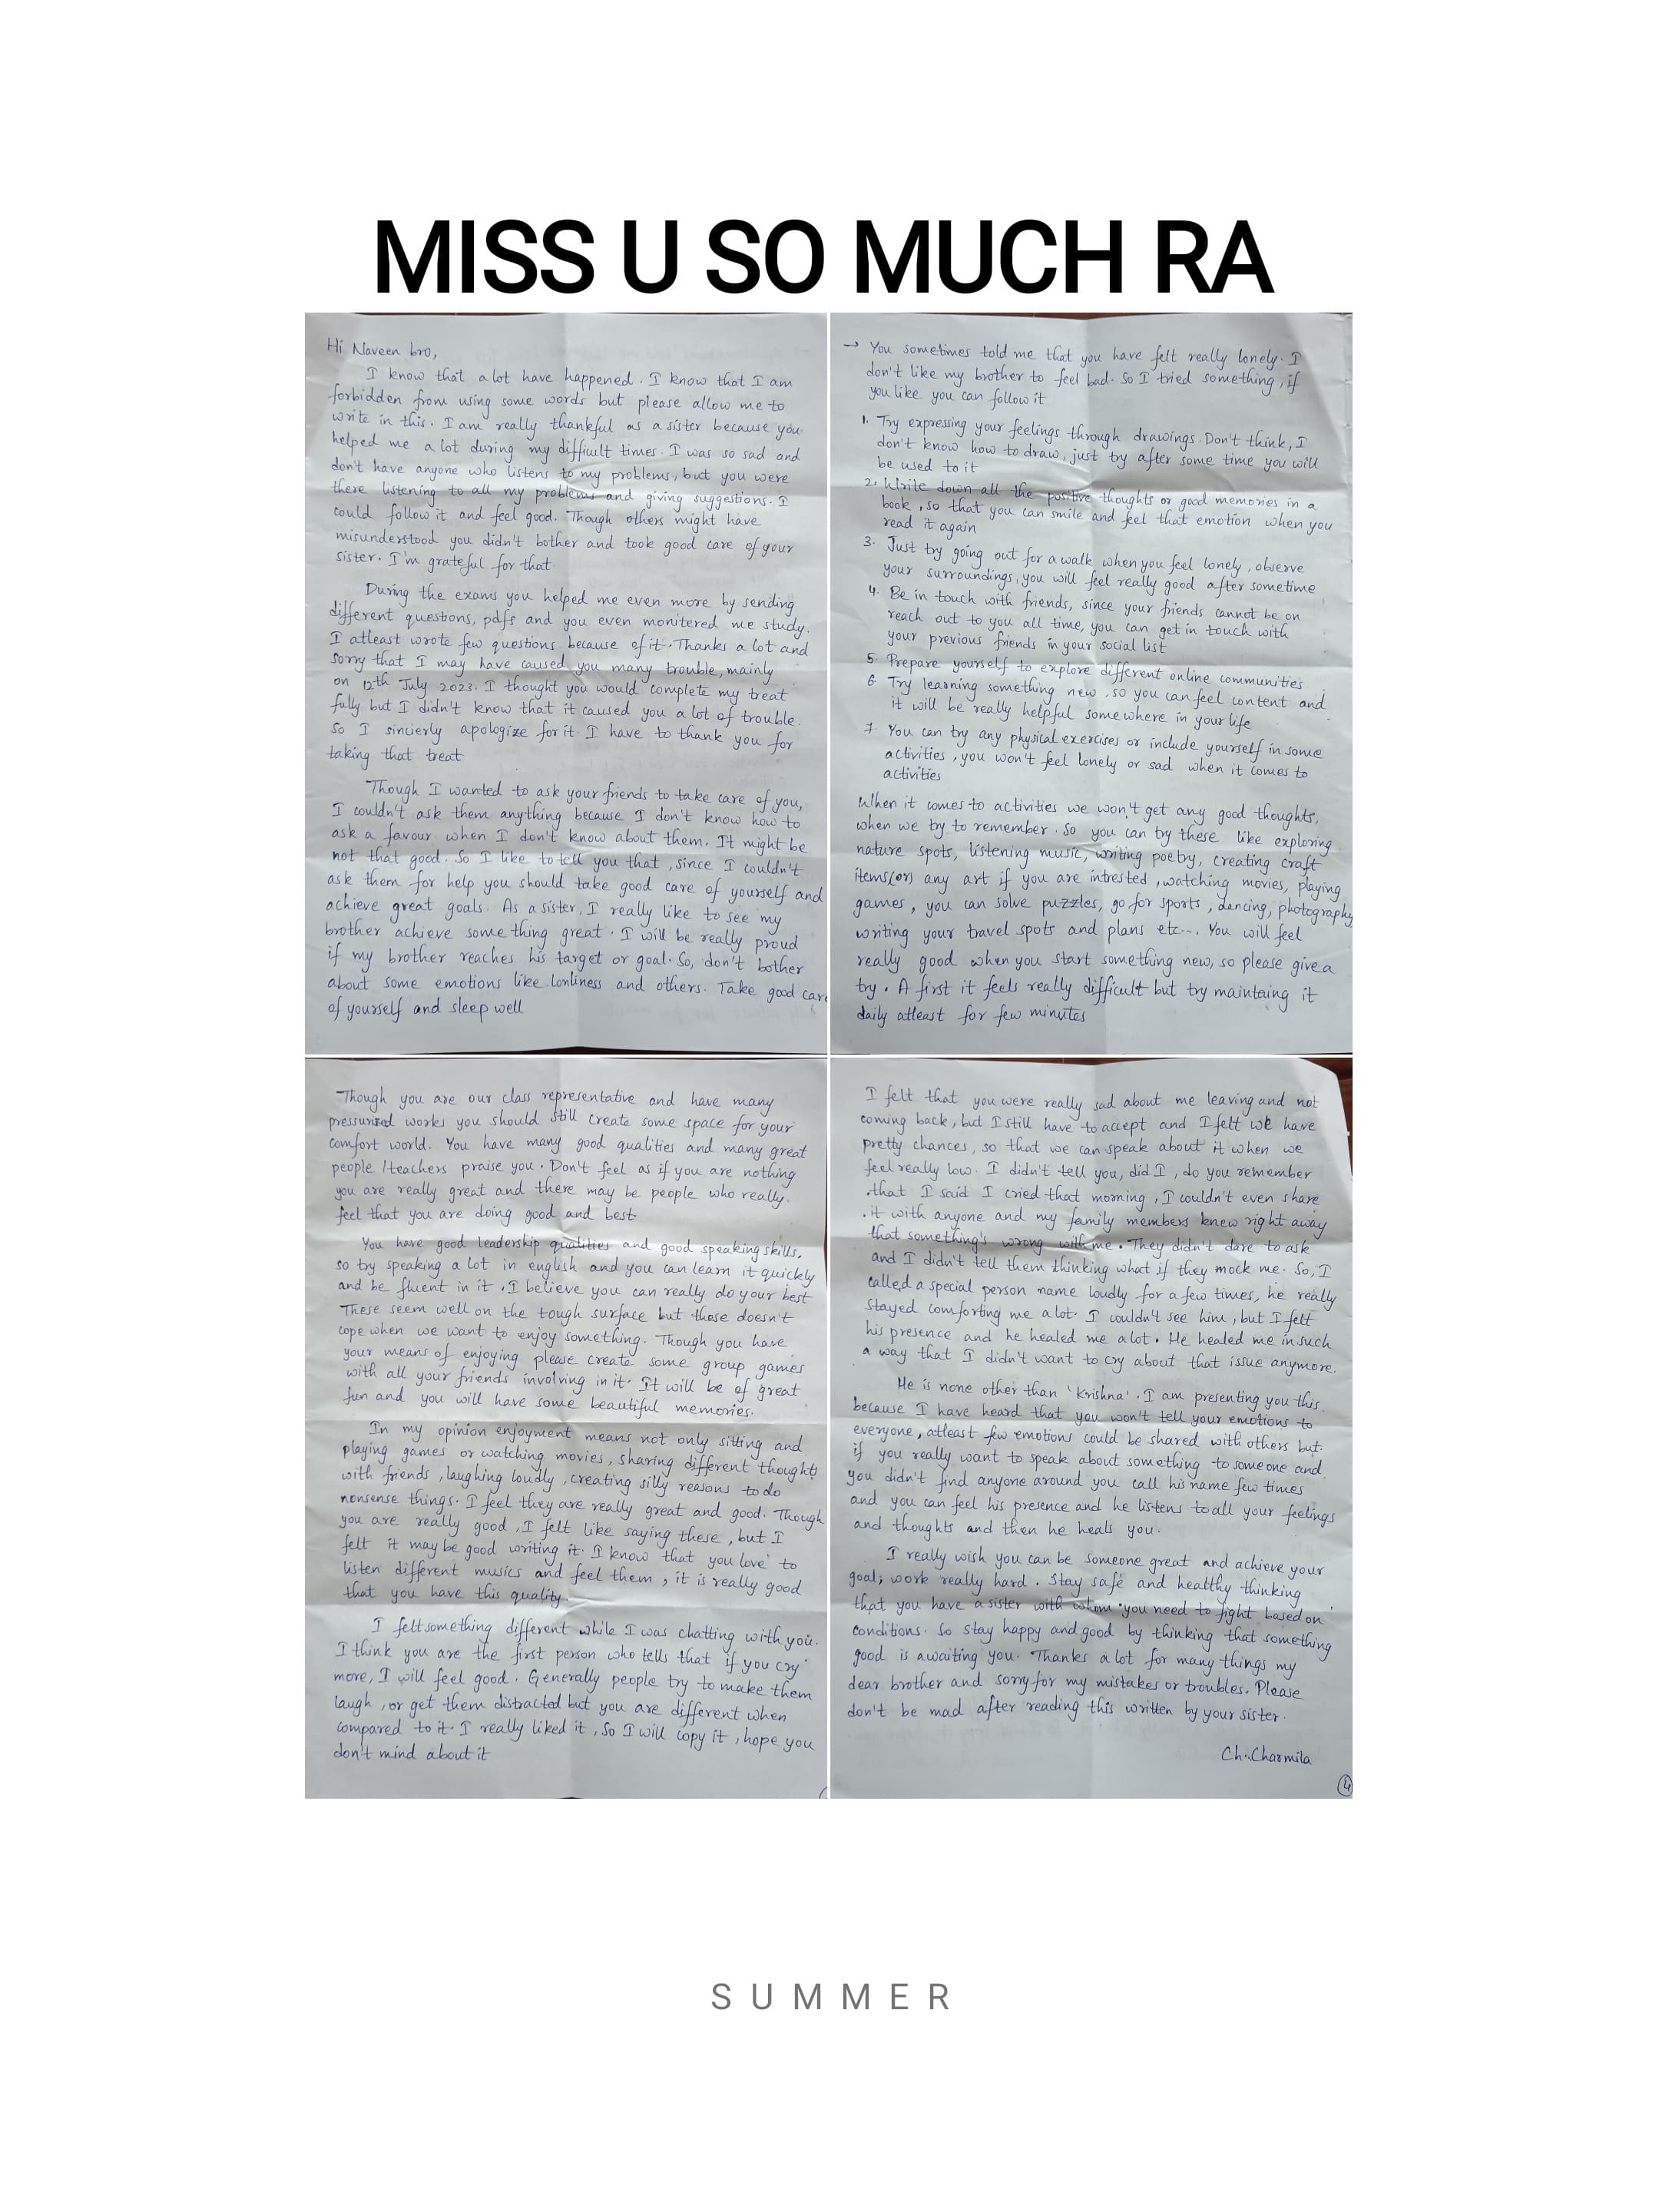 MISS U SO MUCH RA
Hi Naveen bro,
I know that a lot have happened. I know that I am
forbidden from using some words but please allow me to
write in this. I am really thankful as a sister because you
helped me a lot during my difficult times. I was so sad and
don't have anyone who listens to my problems, but you were
there listening to all my problems and giving suggestions. I
could follow it and feel good. Though others might have
misunderstood you didn't bother and took good care of your
sister. I'm grateful for that
During the exams you helped me even more by sending
different questions, pdfs and you even monitered me study.
I atleast wrote few questions because of it. Thanks a lot and
sorry that I may have caused you many trouble, mainly
on 12th July 2023. I thought you would complete my treat
fully but I didn't know that it caused you a lot of trouble.
So I sincierly apologize for it. I have to thank you for
taking that treat
Though I wanted to ask your friends to take care of you,
I couldn't ask them anything because I don't know how to
ask a favour when I don't know about them. It might be
not that good. So I like to tell you that, since I couldn't
ask them for help you should take good care of yourself and
achieve great goals. As a sister, I really like to see my
brother achieve something great. I will be really proud
if my brother reaches his target or goal. So, don't bother
about some emotions like lonliness and others. Take good care
of yourself and sleep well
→ You sometimes told me that you have felt really lonely. I
don't like my brother to feel bad. So I tried something, if
you like you can follow it
1. Try expressing your feelings through drawings. Don't think, I
don't know how to draw, just try after some time you will
be used to it
2. Write down all the positive thoughts or good memories in a
book, so that you can smile and feel that emotion when you
read it again
3. Just try going out for a walk when you feel lonely, observe
your surroundings, you will feel really good after sometime
4. Be in touch with friends, since your friends cannot be on
reach out to you all time, you can get in touch with
your previous friends in your social list
5. Prepare yourself to explore different online communities.
6 Try learning something new, so you can feel content and
it will be really helpful somewhere in your life
7 You can try any physical exercises or include yourself in some
activities, you won't feel lonely or sad when it comes to
activities
When it comes to activities we won't get any good thoughts,
when we try to remember. So you can try these like exploring
nature spots, listening music, writing poetry, creating craft
items(or) any art if you are intrested, watching movies, playing
games, you can solve puzzles, go for sports, dancing, photography
writing your travel spots and plans etc.... You will feel
really good when you start something new, so please give a
try. A first it feels really difficult but try maintaing it
daily atleast for few minutes
Though you are our class representative and have many
pressurised works you should still create some space for your
comfort world. You have many good qualities and many great
people/teachers praise you. Don't feel as if you are nothing
you are really great and there may be people who really.
feel that you are doing good and best
You have good leadership qualities and good speaking skills,
so try speaking a lot in english and you can learn it quickly
and be fluent in it. I believe you can really do your best
These seem well on the tough surface but those doesn't
cope when we want to enjoy something. Though you have
your means of enjoying please create some group games
with all your friends involving in it. It will be of great
fun and you will have some beautiful memories.
In my opinion enjoyment means not only sitting and
playing games or watching movies, sharing different thoughts
with friends, laughing loudly, creating silly reasons to do
nonsense things. I feel they are really great and good. Though
you are really good, I felt like saying these, but I
felt it may be good writing it. I know that you love to
listen different musics and feel them, it is really good
that you have this quality.
I felt something different while I was chatting with you.
I think you are the first person who tells that if you cry
more, I will feel good. Generally people try to make them
laugh, or get them distracted but you are different when
compared to it. I really liked it, So I will copy it, hope you
don't mind about it
I felt that you were really sad about me leaving and not
coming back, but I still have to accept and I felt we have
pretty chances, so that we can speak about it when we
feel really low. I didn't tell you, did I, do you remember
that I said I cried that morning, I couldn't even share
it with anyone and my family members knew right away
that something's wrong with me. They didn't dare to ask
and I didn't tell them thinking what if they mock me. So, I
called a special person name loudly for a few times, he really
stayed comforting me a lot. I couldn't see him, but I felt
his presence and he healed me a lot. He healed me in such
a way that I didn't want to cry about that issue anymore.
He is none other than 'Krishna'. I am presenting you this
because I have heard that you won't tell your emotions to
everyone, atleast few emotions could be shared with others but
if you really want to speak about something to someone and
you didn't find anyone around you call his name few times
and you can feel his presence and he listens to all your feelings
and thoughts and then he heals you.
I really wish you can be someone great and achieve your
goal; work really hard. Stay safe and healthy thinking
that you have a sister with whom you need to fight based on
conditions. So stay happy and good by thinking that something
good is awaiting you. Thanks a lot for many things my
dear brother and sorry for my mistakes or troubles. Please
don't be mad after reading this written by your sister.
Ch. Charmila
4
SUMMER